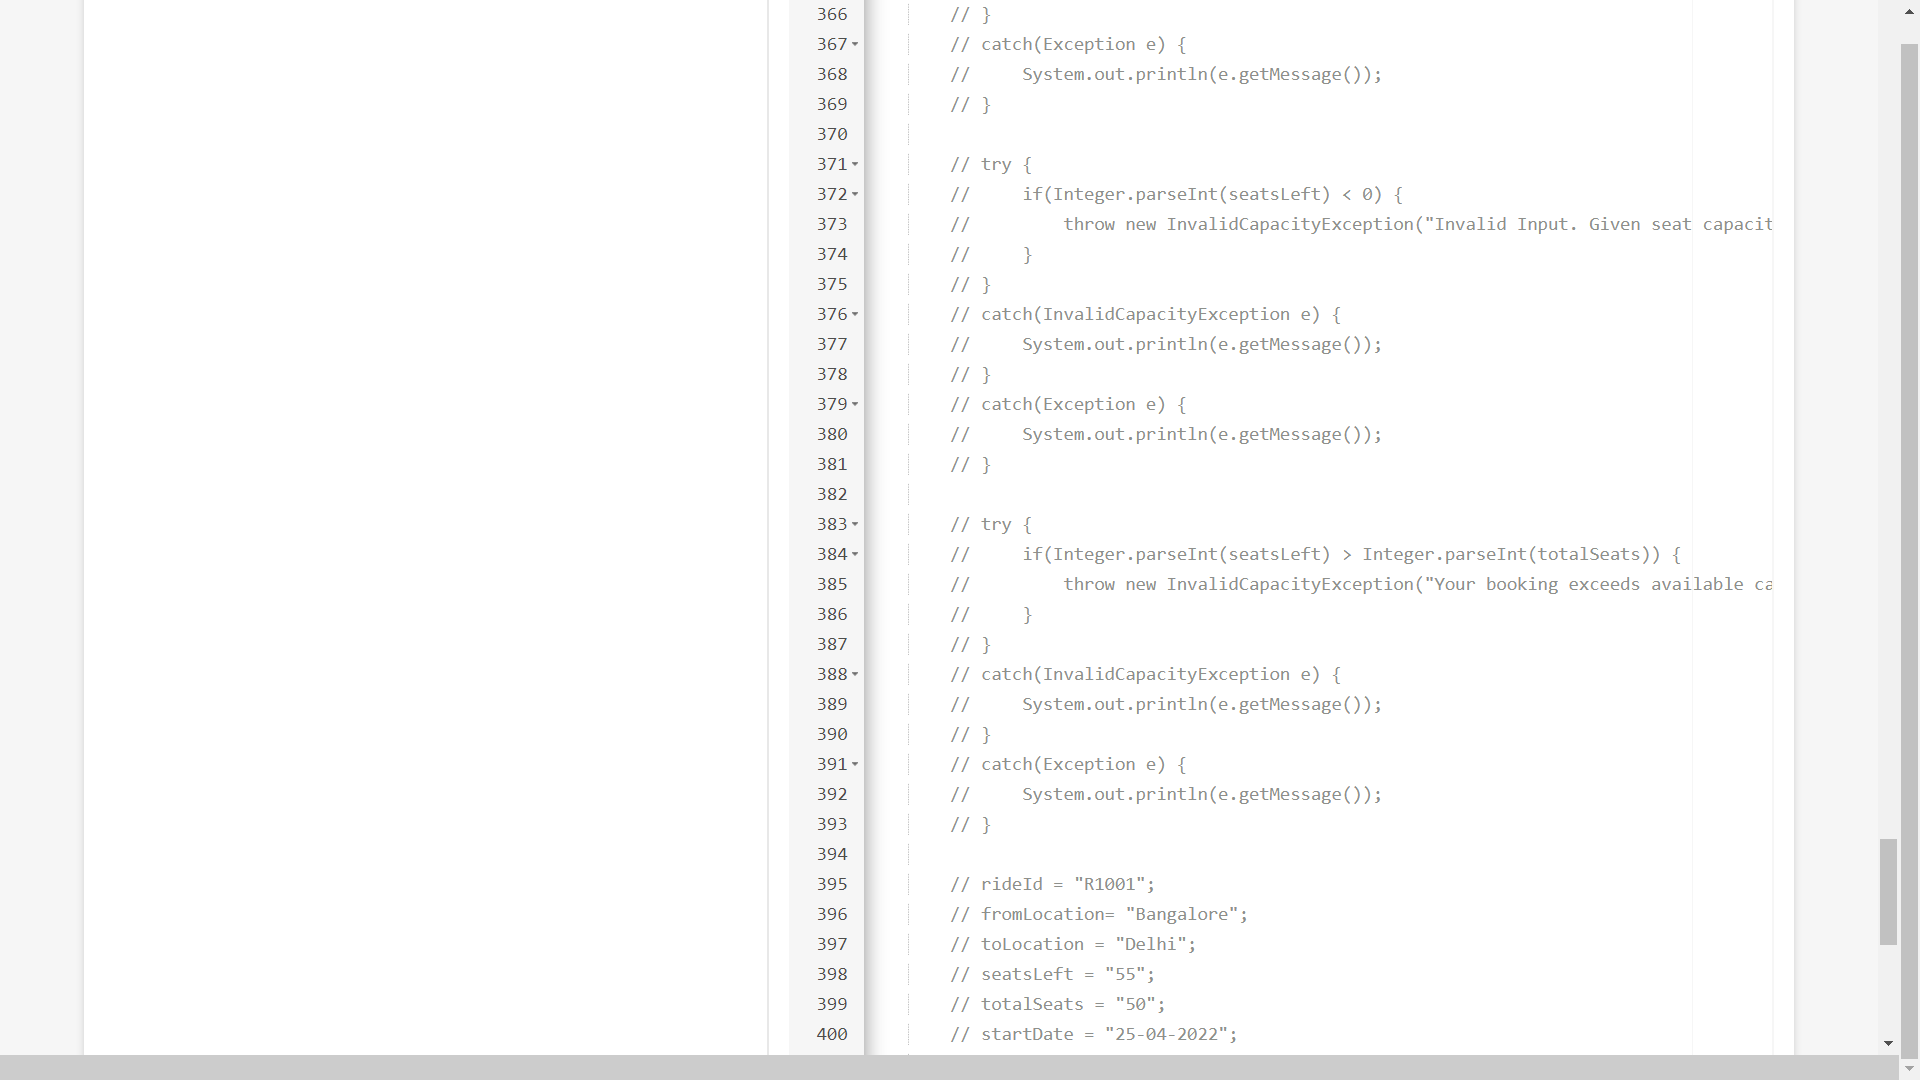 366 // }
367 // catch(Exception e) {
368 //     System.out.println(e.getMessage());
369 // }
370
371 // try {
372 //     if(Integer.parseInt(seatsLeft) < 0) {
373 //         throw new InvalidCapacityException("Invalid Input. Given seat capacit
374 //     }
375 // }
376 // catch(InvalidCapacityException e) {
377 //     System.out.println(e.getMessage());
378 // }
379 // catch(Exception e) {
380 //     System.out.println(e.getMessage());
381 // }
382
383 // try {
384 //     if(Integer.parseInt(seatsLeft) > Integer.parseInt(totalSeats)) {
385 //         throw new InvalidCapacityException("Your booking exceeds available ca
386 //     }
387 // }
388 // catch(InvalidCapacityException e) {
389 //     System.out.println(e.getMessage());
390 // }
391 // catch(Exception e) {
392 //     System.out.println(e.getMessage());
393 // }
394
395 // rideId = "R1001";
396 // fromLocation= "Bangalore";
397 // toLocation = "Delhi";
398 // seatsLeft = "55";
399 // totalSeats = "50";
400 // startDate = "25-04-2022";